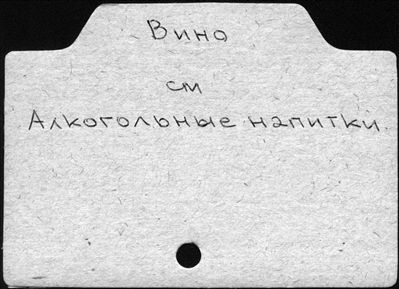 Вино
см
Алкогольные напитки.